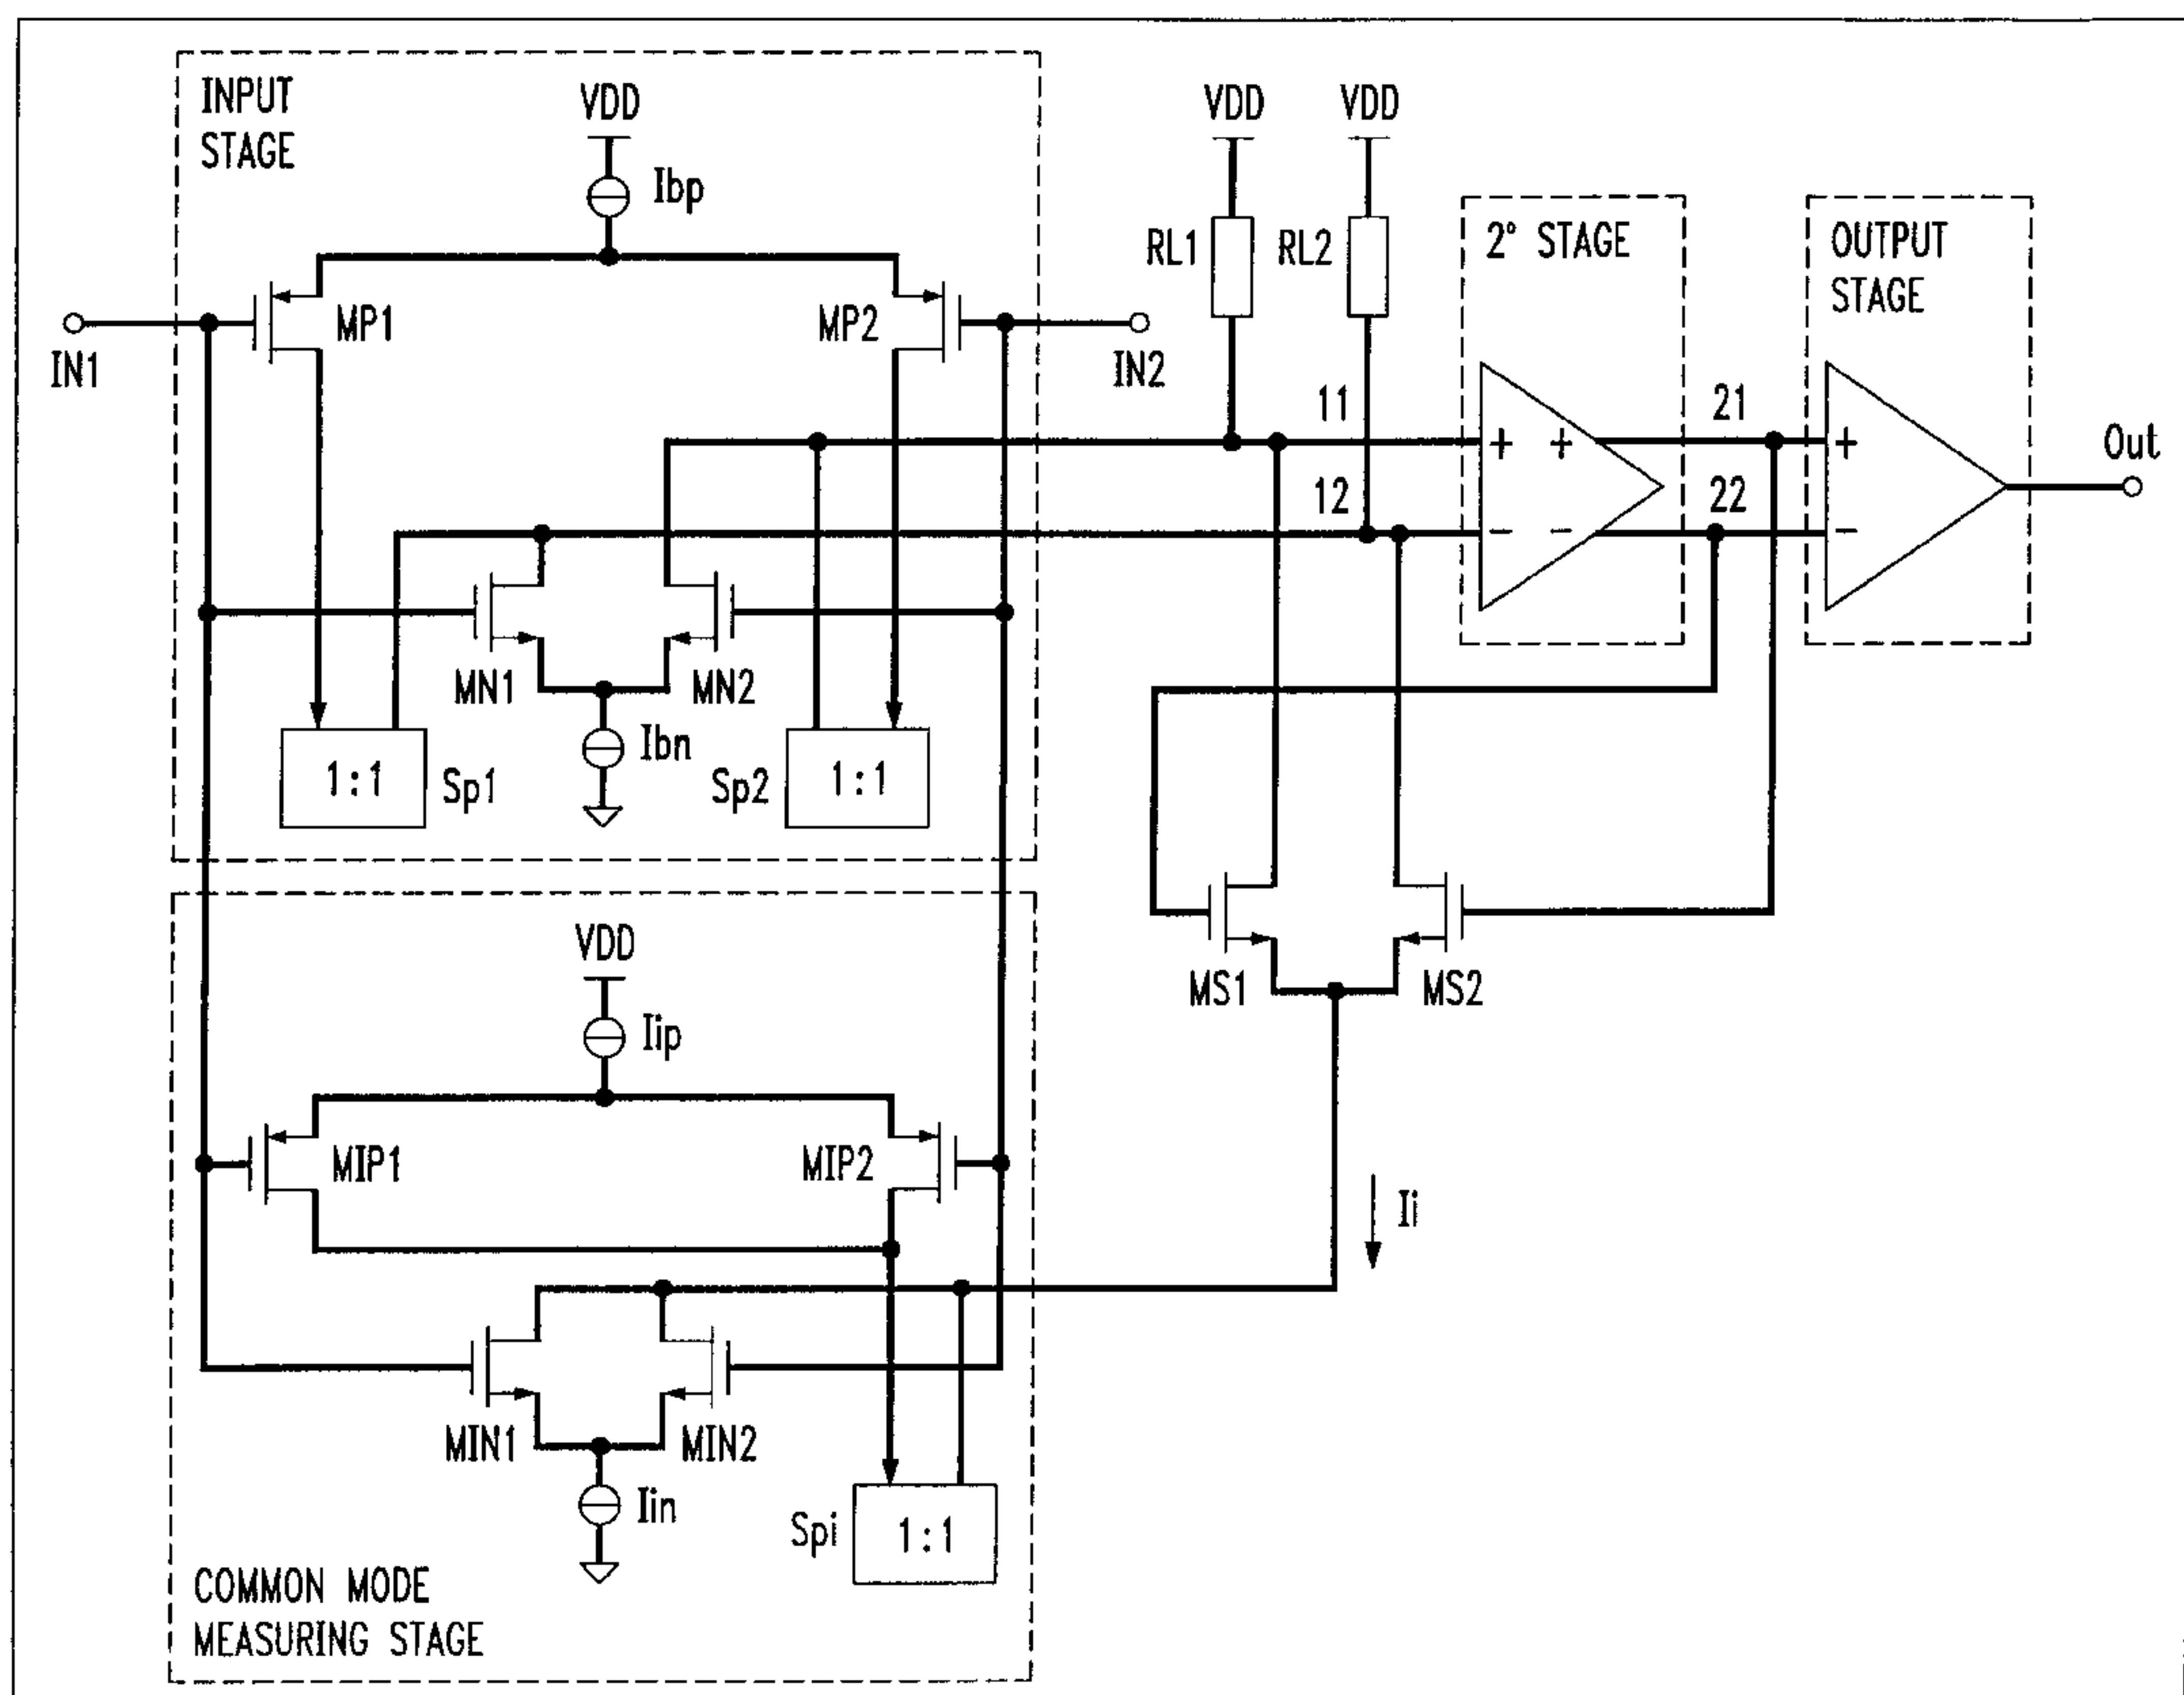 INPUT
STAGE
VDD
Ibp
MP1
MP2
IN1
IN2
VDD
VDD
RL1
RL2
2° STAGE
OUTPUT
STAGE
11
12
21
22
+
+
-
-
+
-
Out
MN1
MN2
Ibn
1:1
Sp1
Sp2
1:1
MS1
MS2
VDD
Iip
MIP1
MIP2
Ii
MIN1
MIN2
Iin
Spi
1:1
COMMON MODE
MEASURING STAGE